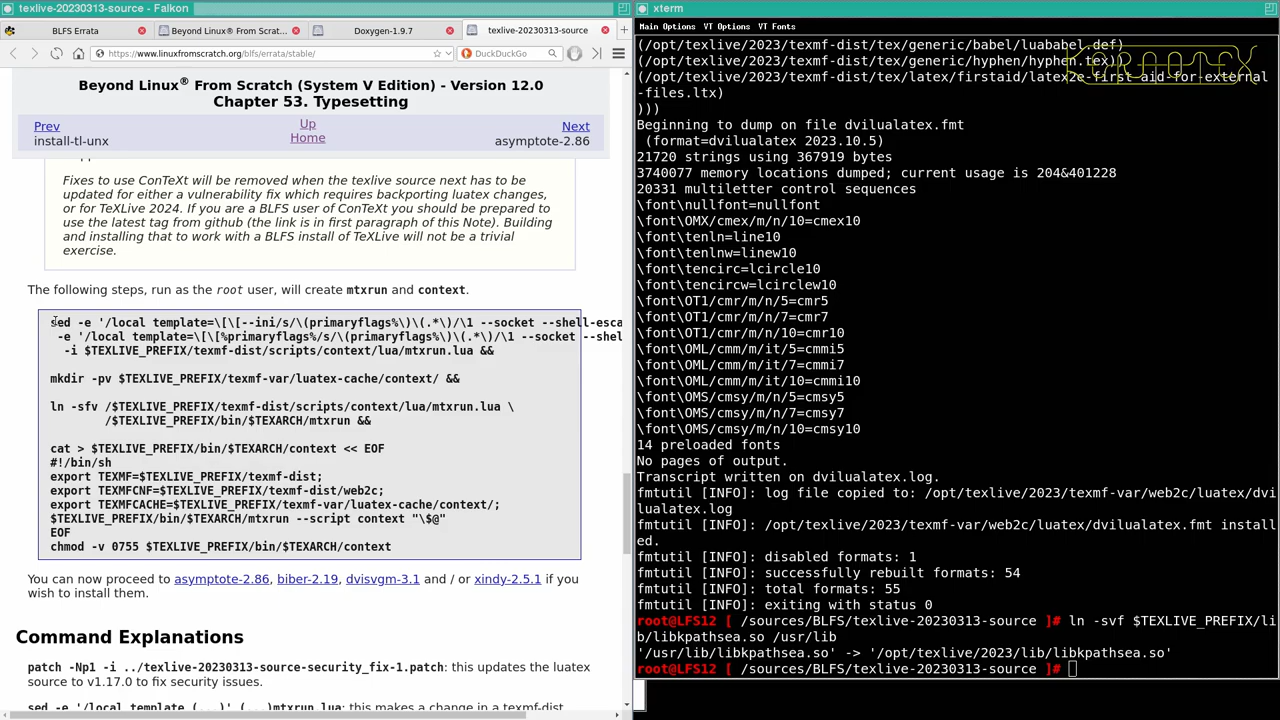 texlive-20230313-source - Falkon
BLFS Errata
Beyond Linux® From Scrat...
Doxygen-1.9.7
texlive-20230313-source
https://www.linuxfromscratch.org/blfs/errata/stable/
DuckDuckGo
Beyond Linux® From Scratch (System V Edition) - Version 12.0
Chapter 53. Typesetting
Prev
Up
Next
install-tl-unx
Home
asymptote-2.86
Fixes to use ConTeXt will be removed when the texlive source next has to be
updated for either a vulnerability fix which requires backporting luatex changes,
or for TeXLive 2024. If you are a BLFS user of ConTeXt you should be prepared to
use the latest tag from github (the link is in first paragraph of this Note). Building
and installing that to work with a BLFS install of TeXLive will not be a trivial
exercise.
The following steps, run as the root user, will create mtxrun and context.
sed -e '/local template=\[\[--ini/s/\(primaryflags%\)\(.*\)/\1 --socket --shell-esca
-e '/local template=\[\[%primaryflags%/s/\(primaryflags%\)\(.*\)/\1 --socket --shel
-i $TEXLIVE_PREFIX/texmf-dist/scripts/context/lua/mtxrun.lua &&
mkdir -pv $TEXLIVE_PREFIX/texmf-var/luatex-cache/context/ &&
ln -sfv /$TEXLIVE_PREFIX/texmf-dist/scripts/context/lua/mtxrun.lua \
/$TEXLIVE_PREFIX/bin/$TEXARCH/mtxrun &&
cat > $TEXLIVE_PREFIX/bin/$TEXARCH/context << EOF
#!/bin/sh
export TEXMF=$TEXLIVE_PREFIX/texmf-dist;
export TEXMFCNF=$TEXLIVE_PREFIX/texmf-dist/web2c;
export TEXMFCACHE=$TEXLIVE_PREFIX/texmf-var/luatex-cache/context/;
$TEXLIVE_PREFIX/bin/$TEXARCH/mtxrun --script context "\$@"
EOF
chmod -v 0755 $TEXLIVE_PREFIX/bin/$TEXARCH/context
You can now proceed to asymptote-2.86, biber-2.19, dvisvgm-3.1 and / or xindy-2.5.1 if you
wish to install them.
Command Explanations
patch -Np1 -i ../texlive-20230313-source-security_fix-1.patch: this updates the luatex
source to v1.17.0 to fix security issues.
sed -e '/local template (...)' (...)mtxrun.lua: this makes a change in a texmf-dist
xterm
Main Options VT Options VT Fonts
(/opt/texlive/2023/texmf-dist/tex/generic/babel/luababel.def)
(/opt/texlive/2023/texmf-dist/tex/generic/hyphen/hyphen.tex))
(/opt/texlive/2023/texmf-dist/tex/latex/firstaid/latex2e-first-aid-for-external
-files.ltx)
)))
Beginning to dump on file dvilualatex.fmt
(format=dvilualatex 2023.10.5)
21720 strings using 367919 bytes
3740077 memory locations dumped; current usage is 204&401228
20331 multiletter control sequences
\font\nullfont=nullfont
\font\OMX/cmex/m/n/10=cmex10
\font\tenln=line10
\font\tenlnw=linew10
\font\tencirc=lcircle10
\font\tencircw=lcirclew10
\font\OT1/cmr/m/n/5=cmr5
\font\OT1/cmr/m/n/7=cmr7
\font\OT1/cmr/m/n/10=cmr10
\font\OML/cmm/m/it/5=cmmi5
\font\OML/cmm/m/it/7=cmmi7
\font\OML/cmm/m/it/10=cmmi10
\font\OMS/cmsy/m/n/5=cmsy5
\font\OMS/cmsy/m/n/7=cmsy7
\font\OMS/cmsy/m/n/10=cmsy10
14 preloaded fonts
No pages of output.
Transcript written on dvilualatex.log.
fmtutil [INFO]: log file copied to: /opt/texlive/2023/texmf-var/web2c/luatex/dvi
lualatex.log
fmtutil [INFO]: /opt/texlive/2023/texmf-var/web2c/luatex/dvilualatex.fmt install
ed.
fmtutil [INFO]: disabled formats: 1
fmtutil [INFO]: successfully rebuilt formats: 54
fmtutil [INFO]: total formats: 55
fmtutil [INFO]: exiting with status 0
root@LFS12 [ /sources/BLFS/texlive-20230313-source ]# ln -svf $TEXLIVE_PREFIX/li
b/libkpathsea.so /usr/lib
'/usr/lib/libkpathsea.so' -> '/opt/texlive/2023/lib/libkpathsea.so'
root@LFS12 [ /sources/BLFS/texlive-20230313-source ]#